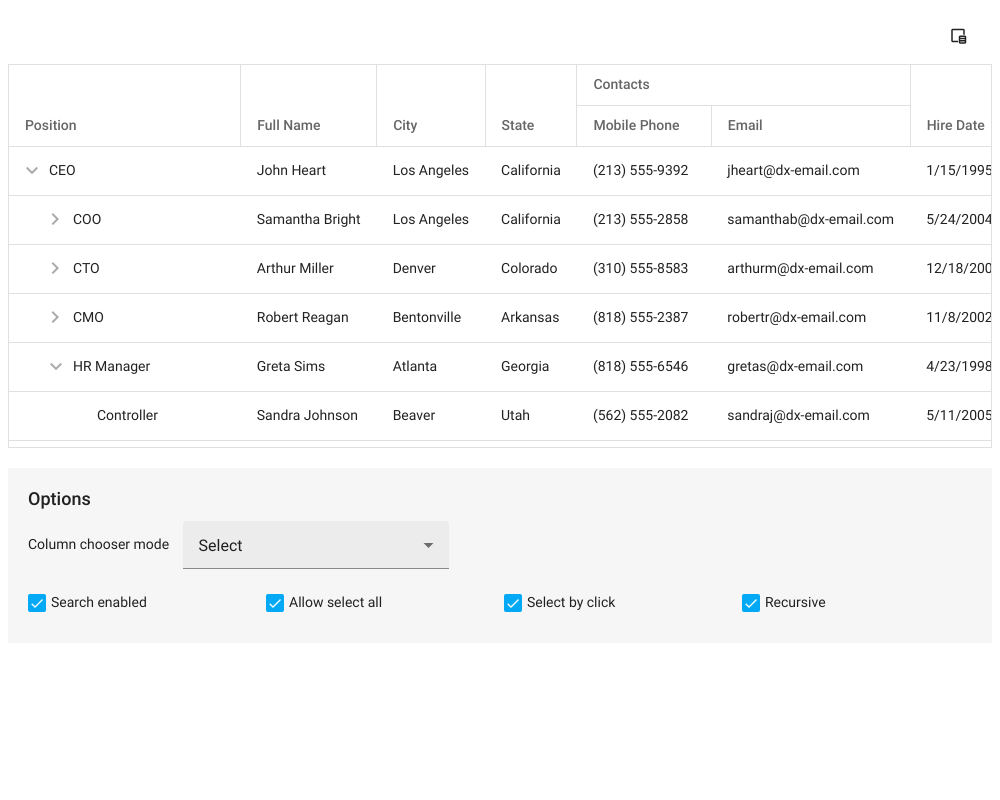 Contacts
Position Full Name City State Mobile Phone Email Hire Date
CEO John Heart Los Angeles California (213) 555-9392 jheart@dx-email.com 1/15/1995
COO Samantha Bright Los Angeles California (213) 555-2858 samanthab@dx-email.com 5/24/2004
CTO Arthur Miller Denver Colorado (310) 555-8583 arthurm@dx-email.com 12/18/200
CMO Robert Reagan Bentonville Arkansas (818) 555-2387 robertr@dx-email.com 11/8/2002
HR Manager Greta Sims Atlanta Georgia (818) 555-6546 gretas@dx-email.com 4/23/1998
Controller Sandra Johnson Beaver Utah (562) 555-2082 sandraj@dx-email.com 5/11/2005
Options
Column chooser mode Select
Search enabled Allow select all Select by click Recursive